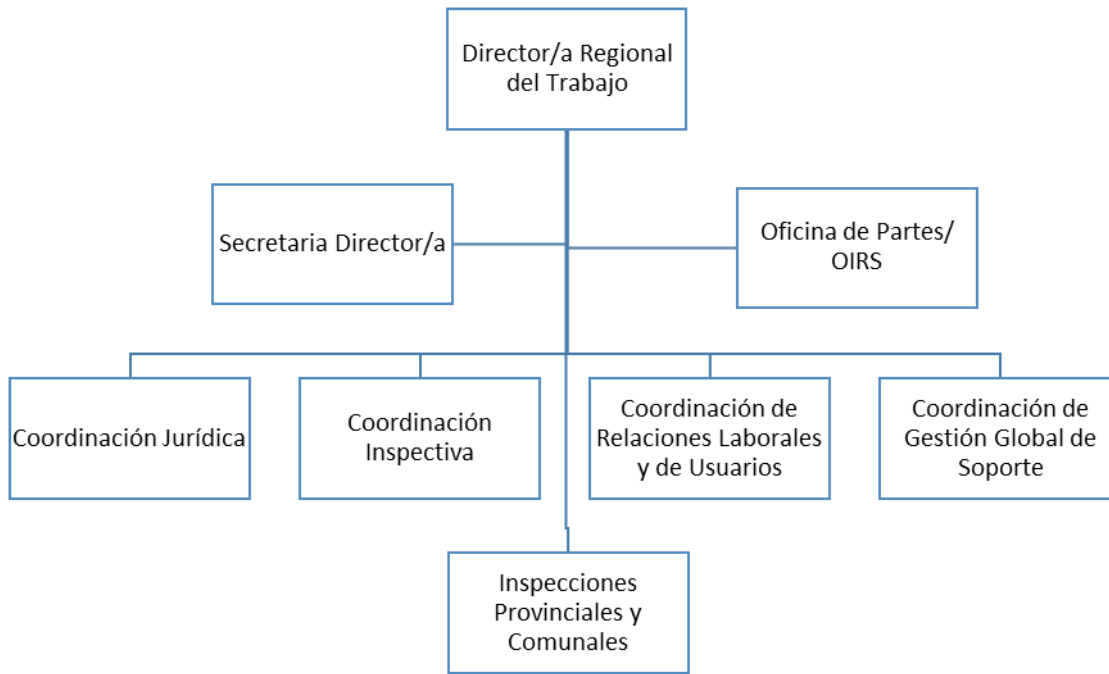 Director/a Regional
del Trabajo
Secretaria Director/a
Oficina de Partes/
OIRS
Coordinación Jurídica
Coordinación
Inspectiva
Coordinación de
Relaciones Laborales
y de Usuarios
Coordinación de
Gestión Global de
Soporte
Inspecciones
Provinciales y
Comunales